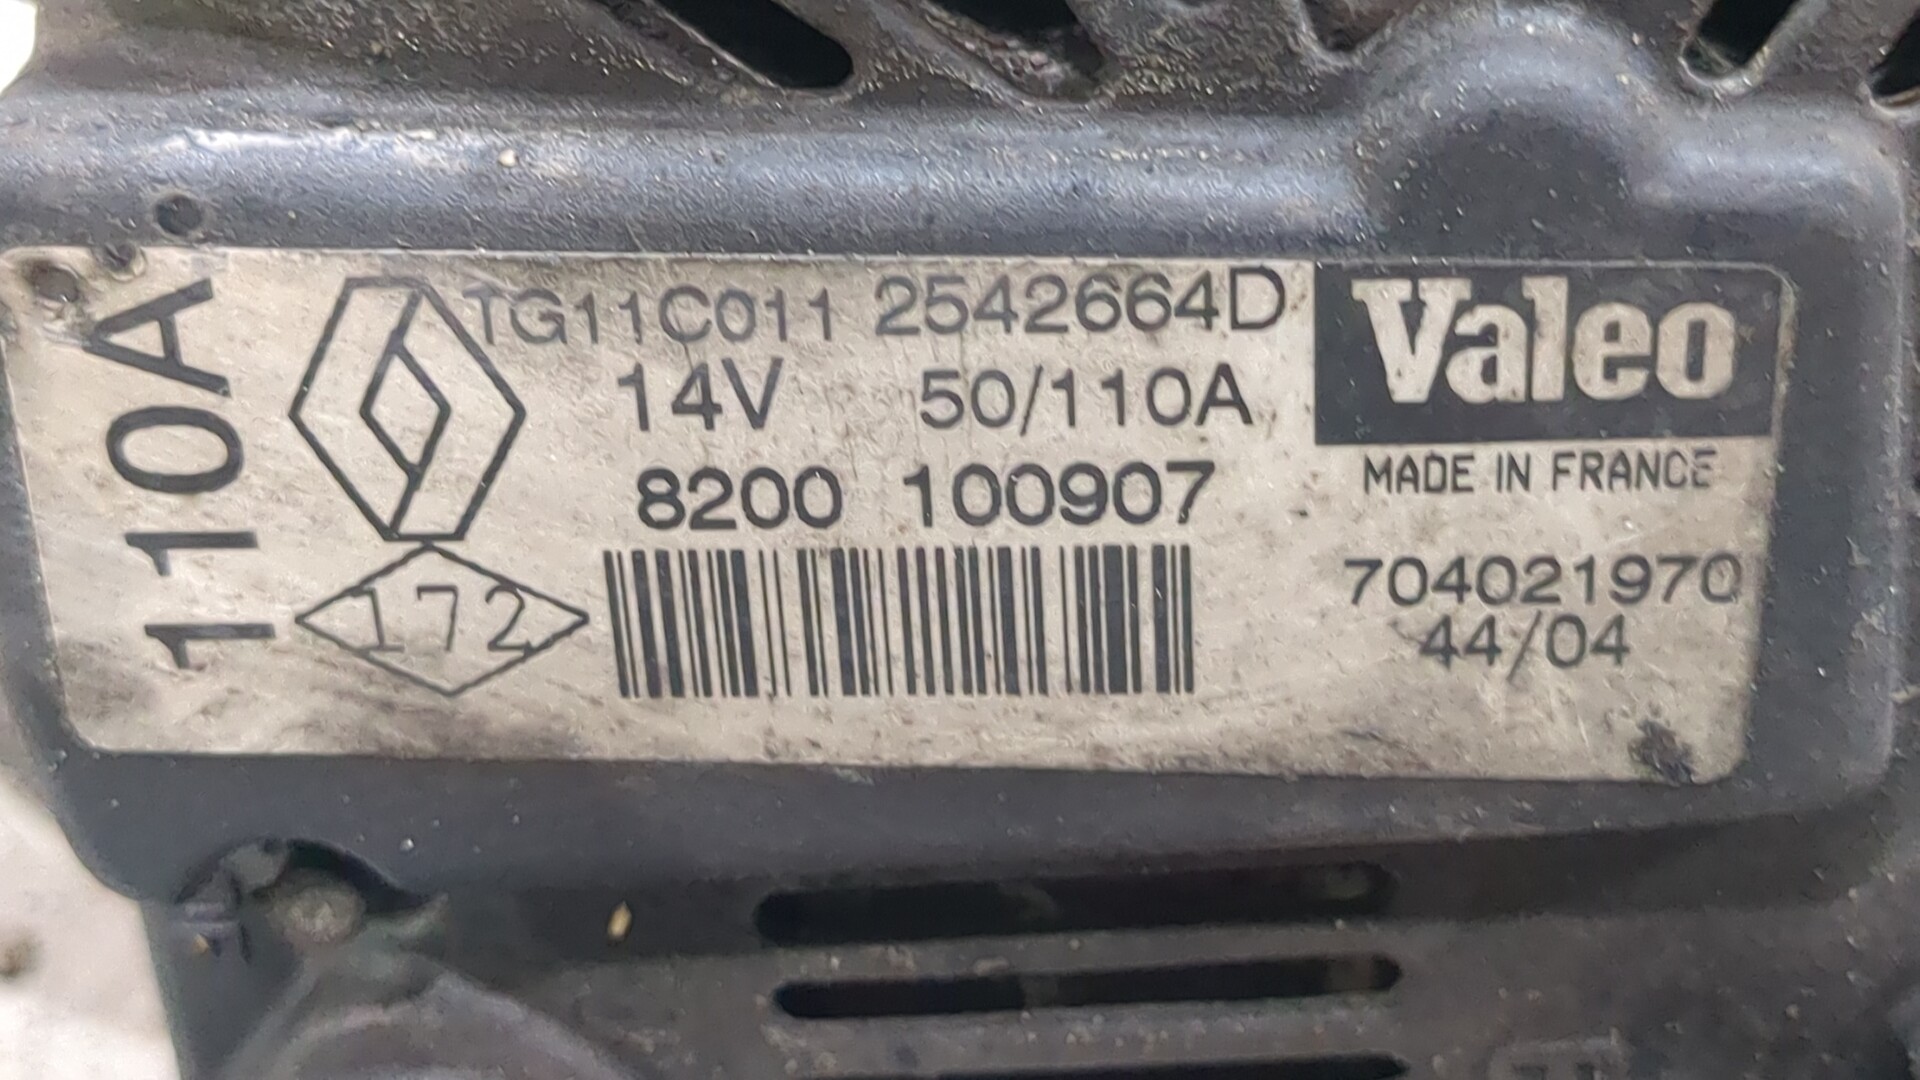 110A
TG11C011 2542664D
14V 50/110A
8200 100907
172
Valeo
MADE IN FRANCE
704021970
44/04